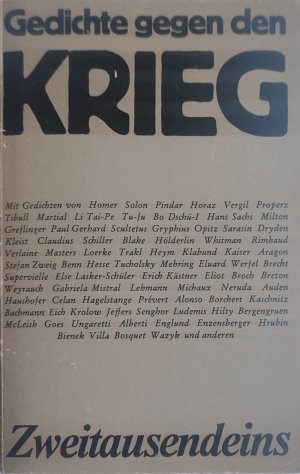 Gedichte gegen den
KRIEG
Mit Gedichten von Homer Solon Pindar Horaz Vergil Properz
Tibull Martial Li Tai-Pe Tu-fu Bo Dschü-I Hans Sachs Milton
Greflinger Paul Gerhard Scultetus Gryphius Opitz Sarasin Dryden
Kleist Claudius Schiller Blake Hölderlin Whitman Rimbaud
Verlaine Masters Loerke Trakl Heym Klabund Kaiser Aragon
Stefan Zweig Benn Hesse Tucholsky Mehring Eluard Werfel Brecht
Supervielle Else Lasker-Schüler Erich Kästner Eliot Broch Breton
Weyrauch Gabriela Mistral Lehmann Michaux Neruda Auden
Haushofer Celan Hagelstange Prévert Alonso Borchert Kaschnitz
Bachmann Eich Krolow Jeffers Senghor Ludemis Hilty Bergengruen
McLeish Goes Ungaretti Alberti Englund Enzensberger Hrubin
Bienek Villa Bosquet Wazyk und anderen
Zweitausendeins